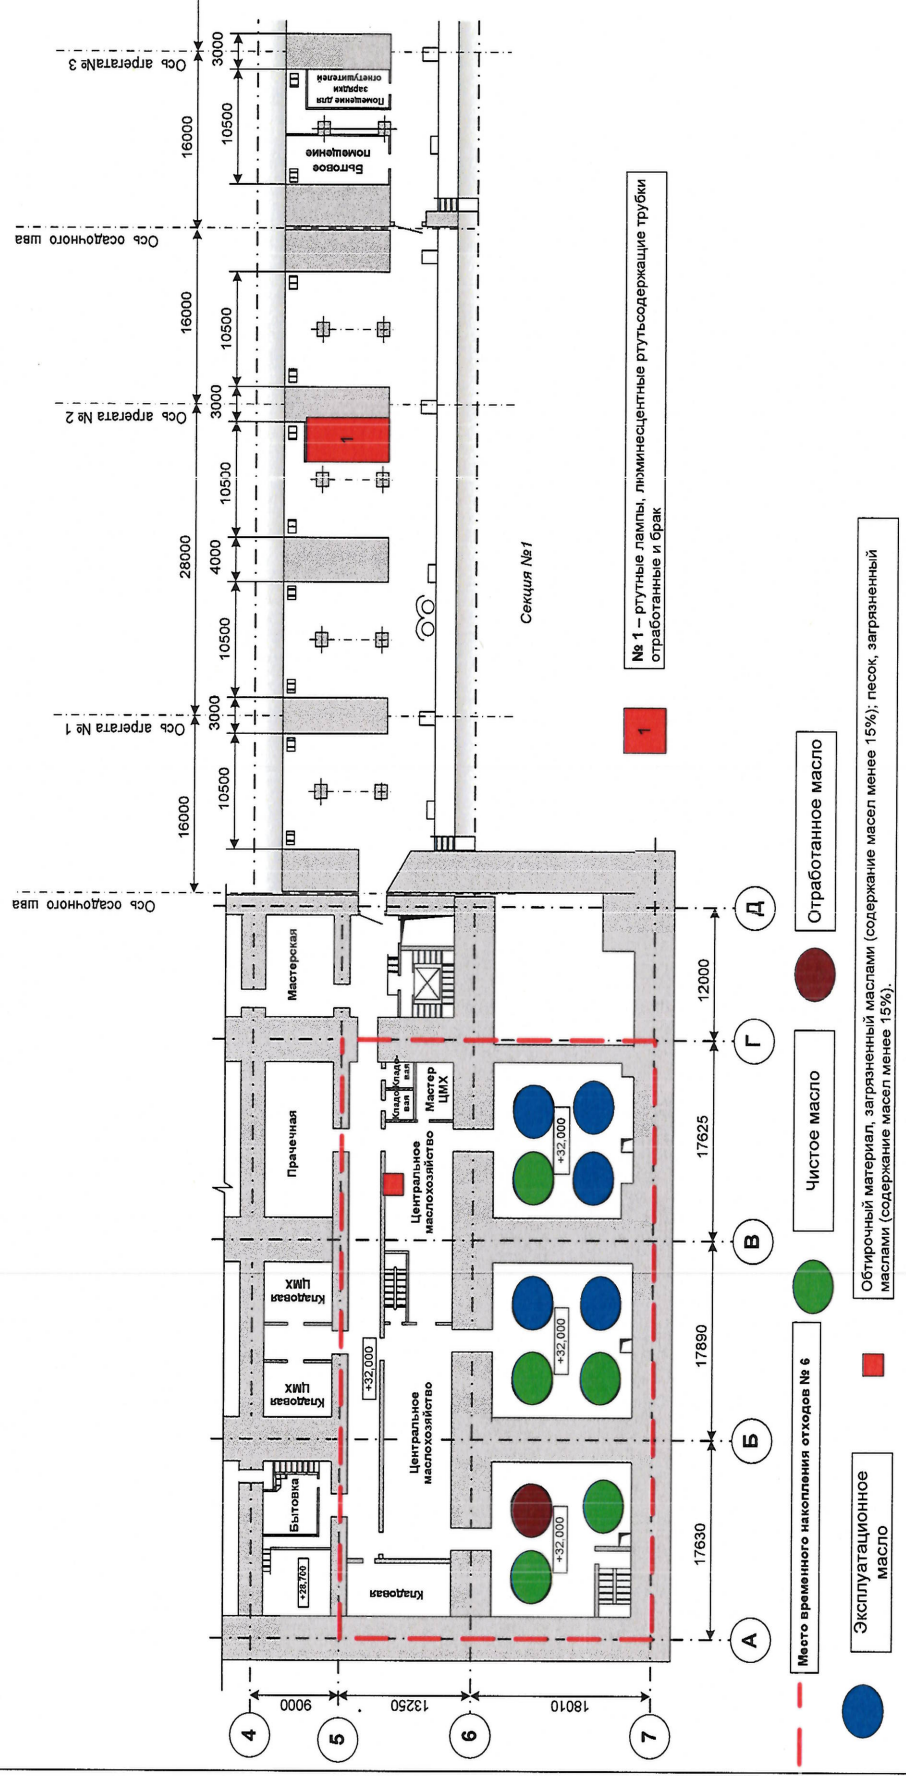 Ось осадочного шва
Ось агрегата № 1
Ось агрегата № 2
Ось осадочного шва
Ось агрегата№ 3
16000
28000
16000
16000
10500
3000
10500
4000
10500
3000
10500
10500
3000
Бытовое
помещение
Помещение для
зарядки
огнетушителей
1
Секция №1
4
5
6
7
9000
13250
18010
+28,700
Бытовка
Кладовая
ЦМХ
Кладовая
ЦМХ
Прачечная
Мастерская
+32,000
Кладовая
Центральное
маслохозяйство
Центральное
маслохозяйство
Кладо-
вая
Кладо-
вая
Мастер
ЦМХ
+32,000
+32,000
+32,000
17630
17890
17625
12000
А
Б
В
Г
Д
1
№ 1 – ртутные лампы, люминесцентные ртутьсодержащие трубки
отработанные и брак
Место временного накопления отходов № 6
Чистое масло
Отработанное масло
Эксплуатационное
масло
Обтирочный материал, загрязненный маслами (содержание масел менее 15%); песок, загрязненный
маслами (содержание масел менее 15%).